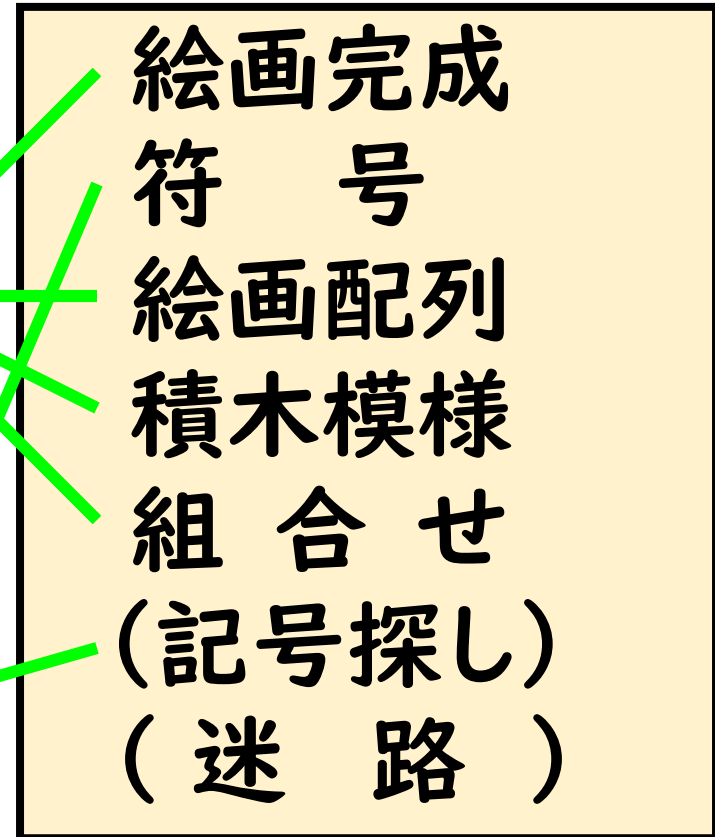 絵画完成
符　号
絵画配列
積木模様
組 合 せ
(記号探し)
( 迷　路 )